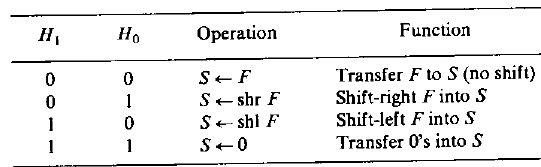 H₁ H₀ Operation Function
0 0 S ← F Transfer F to S (no shift)
0 1 S ← shr F Shift-right F into S
1 0 S ← shl F Shift-left F into S
1 1 S ← 0 Transfer 0's into S